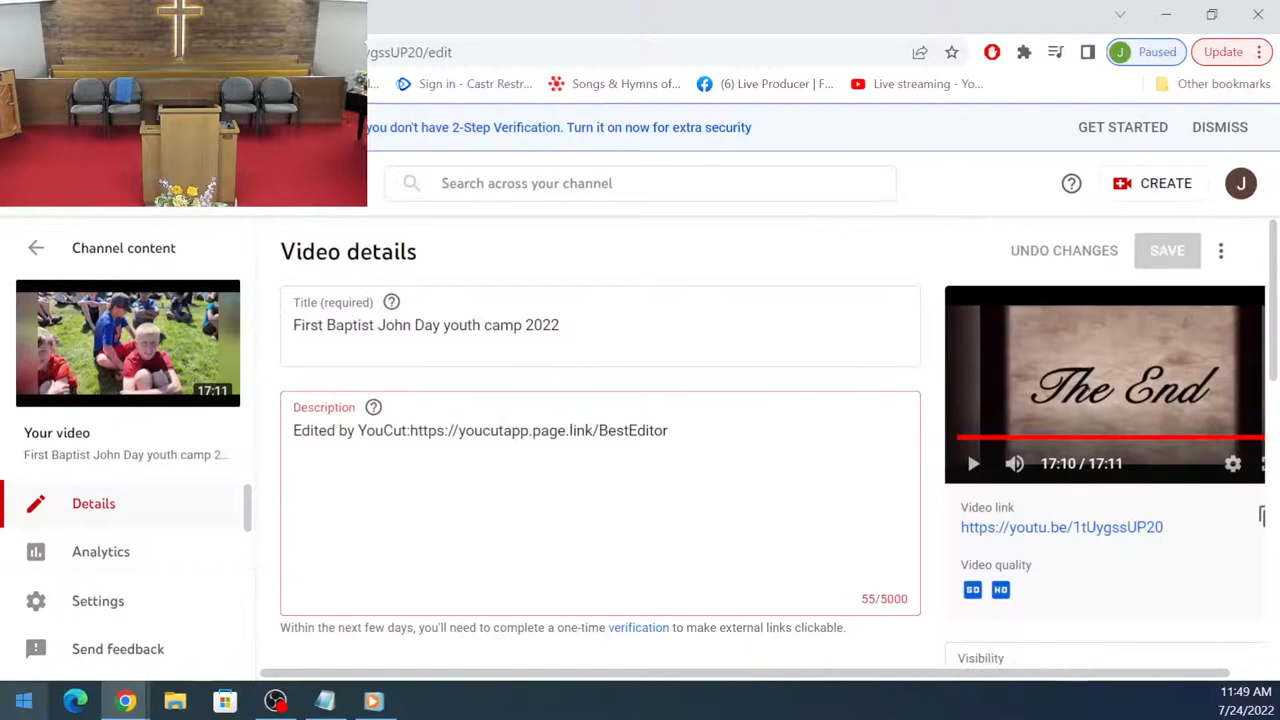 ygssUP20/edit
Paused
Update
Sign in - Castr Restr...
Songs & Hymns of...
(6) Live Producer | F...
Live streaming - Yo...
Other bookmarks
you don't have 2-Step Verification. Turn it on now for extra security
GET STARTED
DISMISS
Search across your channel
CREATE
J
Channel content
Video details
UNDO CHANGES
SAVE
Title (required)
First Baptist John Day youth camp 2022
17:11
The End
Description
Edited by YouCut:https://youcutapp.page.link/BestEditor
Your video
First Baptist John Day youth camp 2...
17:10 / 17:11
Details
Video link
https://youtu.be/1tUygssUP20
Analytics
Video quality
SD HD
Settings
55/5000
Within the next few days, you'll need to complete a one-time verification to make external links clickable.
Send feedback
Visibility
11:49 AM
7/24/2022